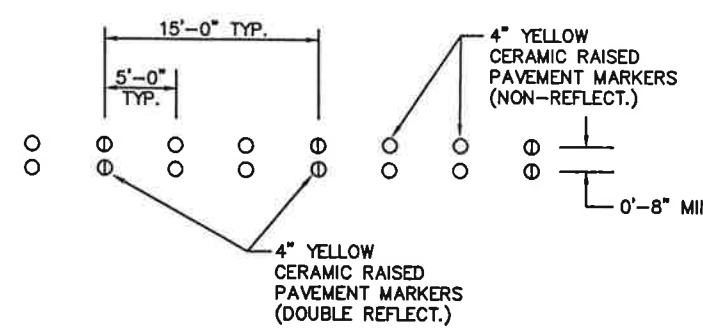 15'-0" TYP.
5'-0"
TYP.
4" YELLOW
CERAMIC RAISED
PAVEMENT MARKERS
(NON-REFLECT.)
0'-8"
4" YELLOW
CERAMIC RAISED
PAVEMENT MARKERS
(DOUBLE REFLECT.)